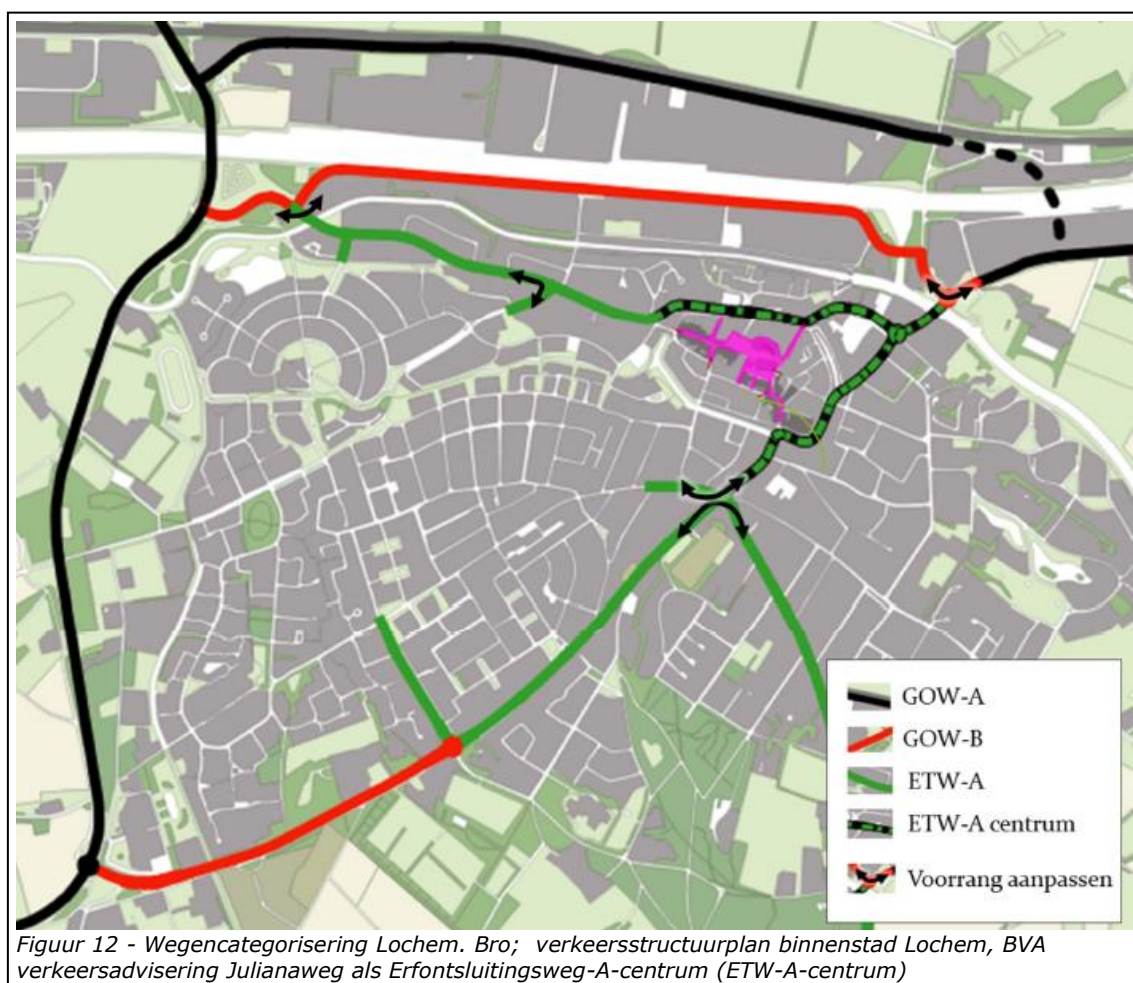 GOW-A
GOW-B
ETW-A
ETW-A centrum
Voorrang aanpassen
Figuur 12 - Wegencategorisering Lochem. Bro; verkeersstructuurplan binnenstad Lochem, BVA
verkeersadvisering Julianaweg als Erfontsluitingsweg-A-centrum (ETW-A-centrum)